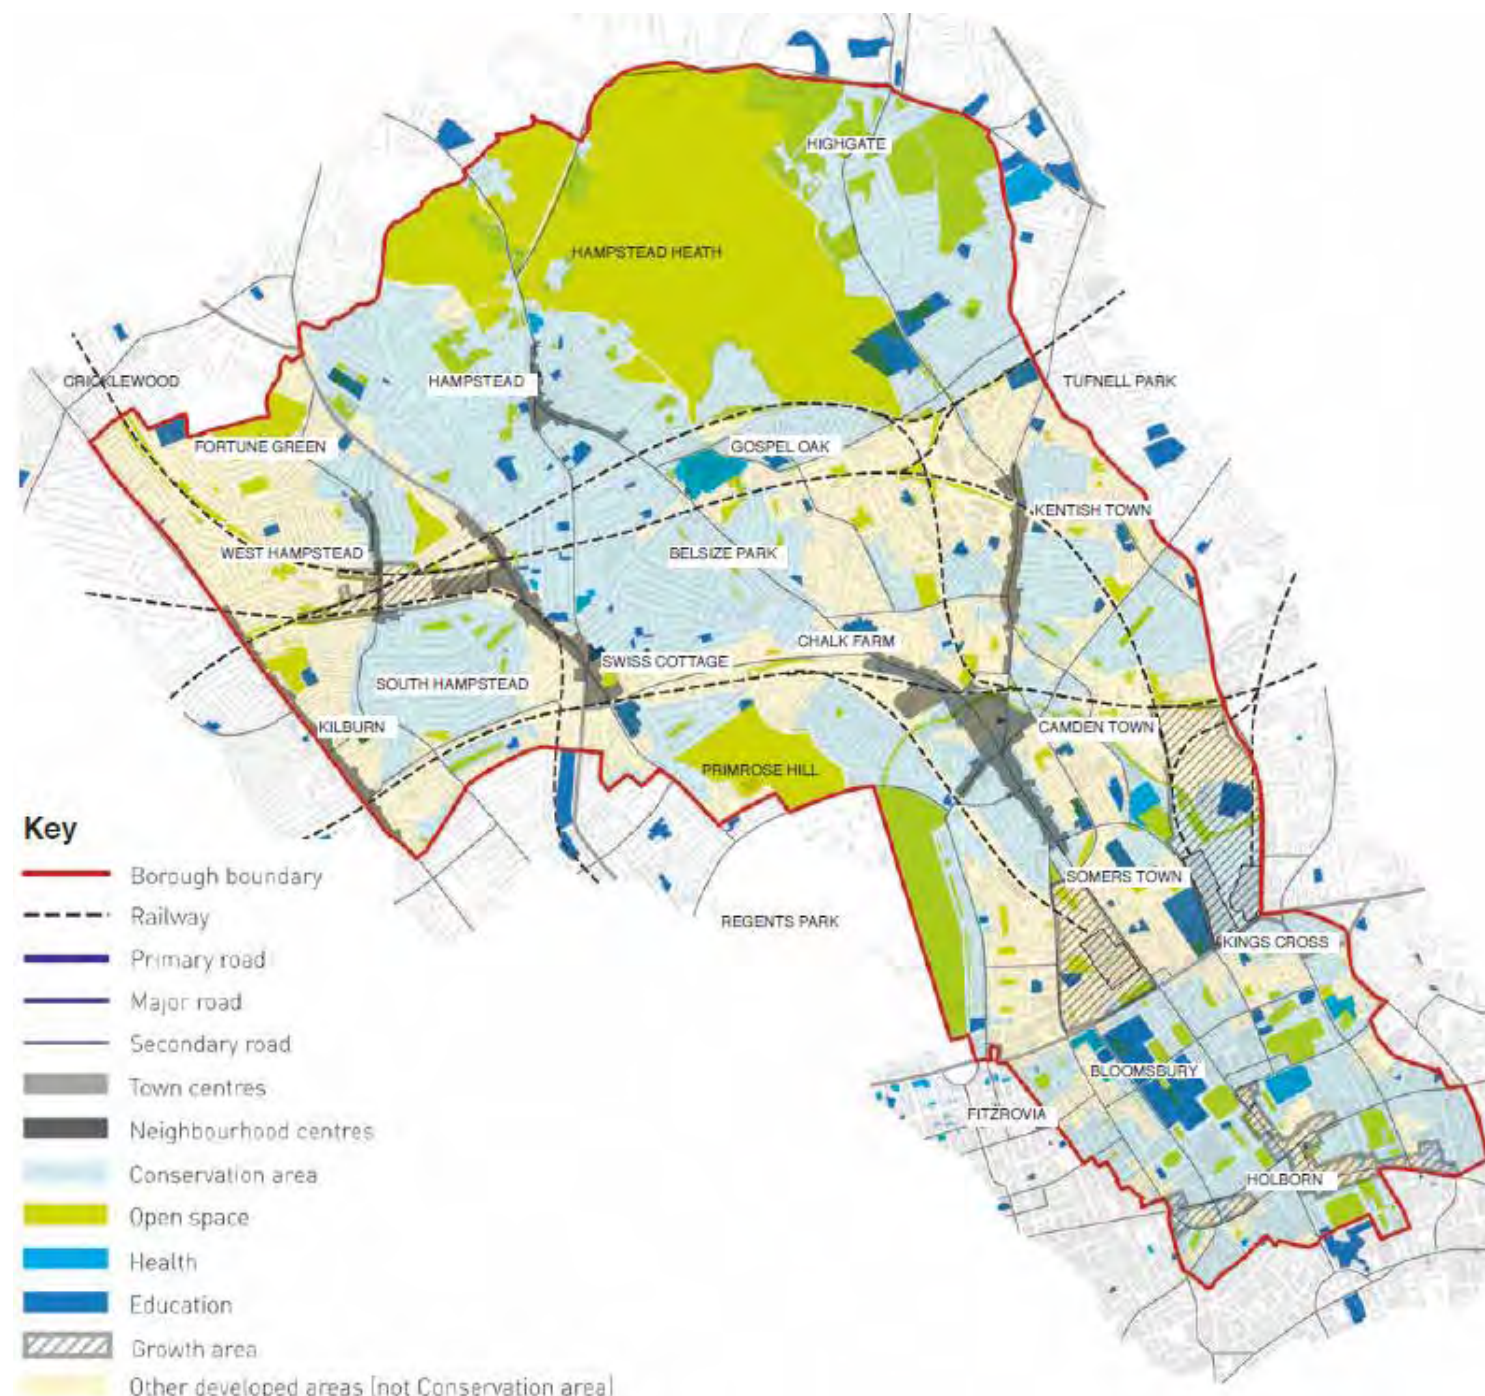 HIGHGATE
HAMPSTEAD HEATH
CRICKLEWOOD
HAMPSTEAD
TUFNELL PARK
FORTUNE GREEN
GOSPEL OAK
KENTISH TOWN
WEST HAMPSTEAD
BELSIZE PARK
CHALK FARM
SWISS COTTAGE
SOUTH HAMPSTEAD
KILBURN
CAMDEN TOWN
PRIMROSE HILL
SOMERS TOWN
REGENTS PARK
KINGS CROSS
BLOOMSBURY
FITZROVIA
HOLBORN
Key
Borough boundary
Railway
Primary road
Major road
Secondary road
Town centres
Neighbourhood centres
Conservation area
Open space
Health
Education
Growth area
Other developed areas (not Conservation area)